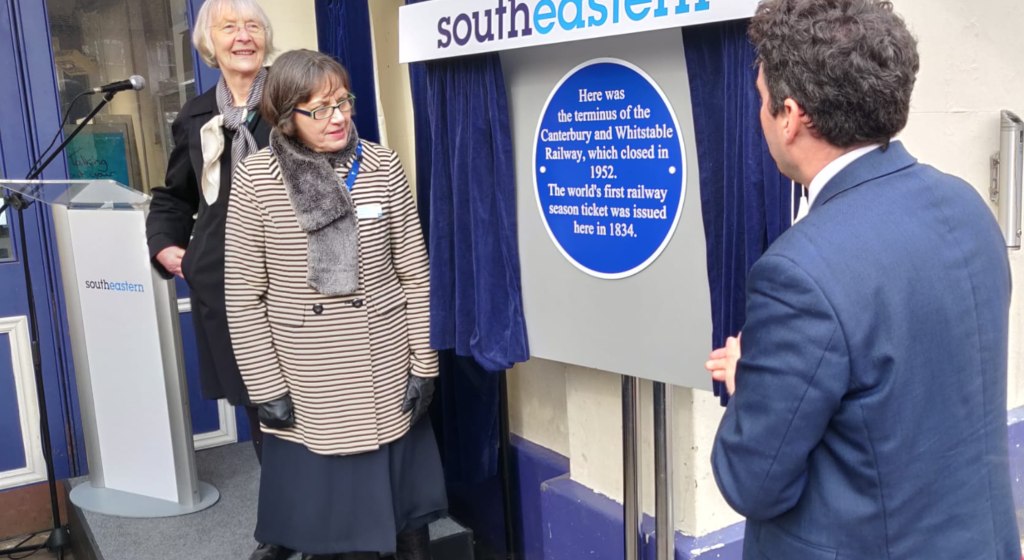 southeastern
Here was
the terminus of the
Canterbury and Whitstable
Railway, which closed in
1952.
The world's first railway
season ticket was issued
here in 1834.
southeastern